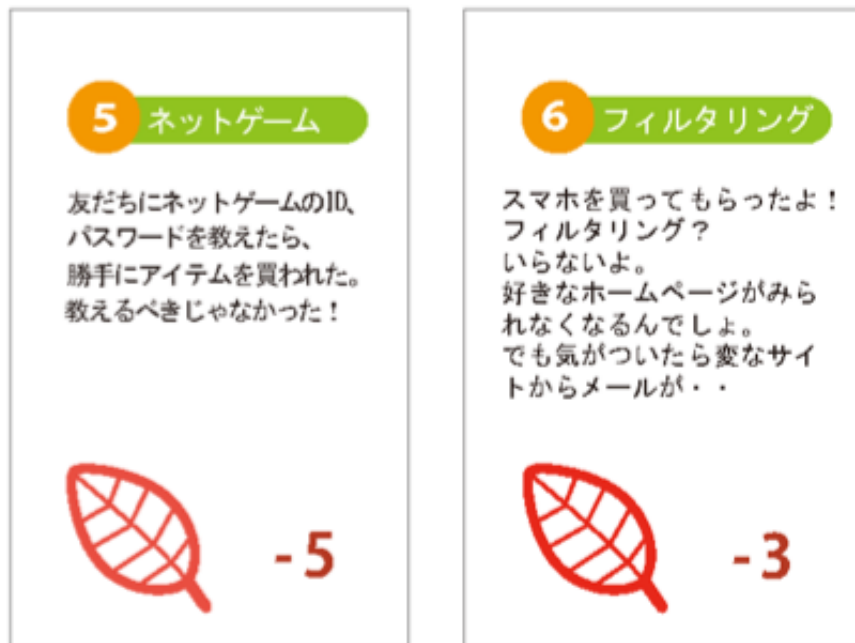 5 ネットゲーム
友だちにネットゲームのID、
パスワードを教えたら、
勝手にアイテムを買われた。
教えるべきじゃなかった！
-5
6 フィルタリング
スマホを買ってもらったよ！
フィルタリング？
いらないよ。
好きなホームページがみら
れなくなるんでしょ。
でも気がついたら変なサイ
トからメールが・・
-3